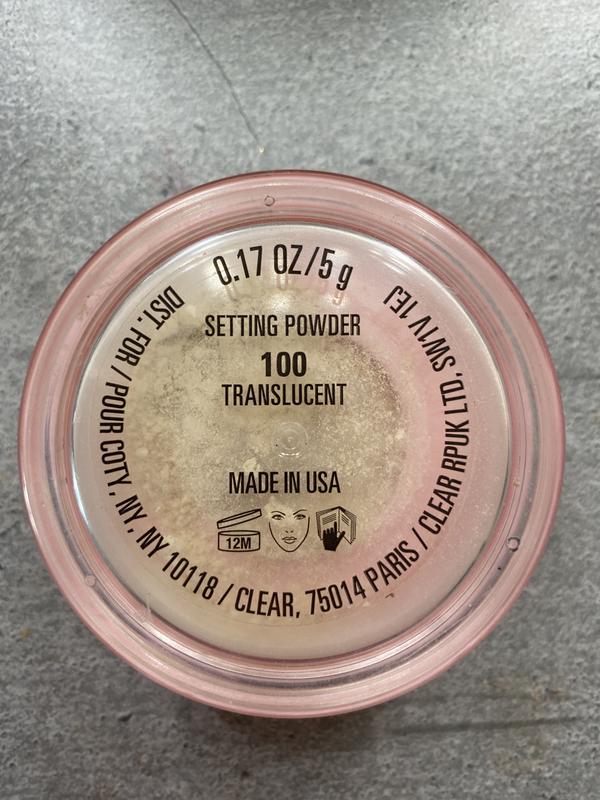 0.17 OZ/5 g
SETTING POWDER
100
TRANSLUCENT
MADE IN USA
12M
DIST. FOR / POUR COTY, NY, NY 10118 / CLEAR, 75014 PARIS / CLEAR RPUK LTD, SW1V 1EJ